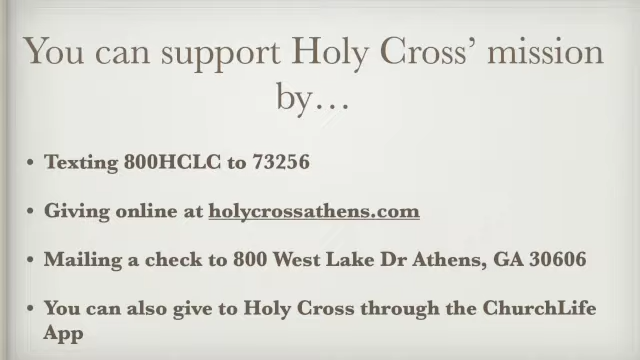 You can support Holy Cross’ mission
by…
• Texting 800HCLC to 73256
• Giving online at holycrossathens.com
• Mailing a check to 800 West Lake Dr Athens, GA 30606
• You can also give to Holy Cross through the ChurchLife
App